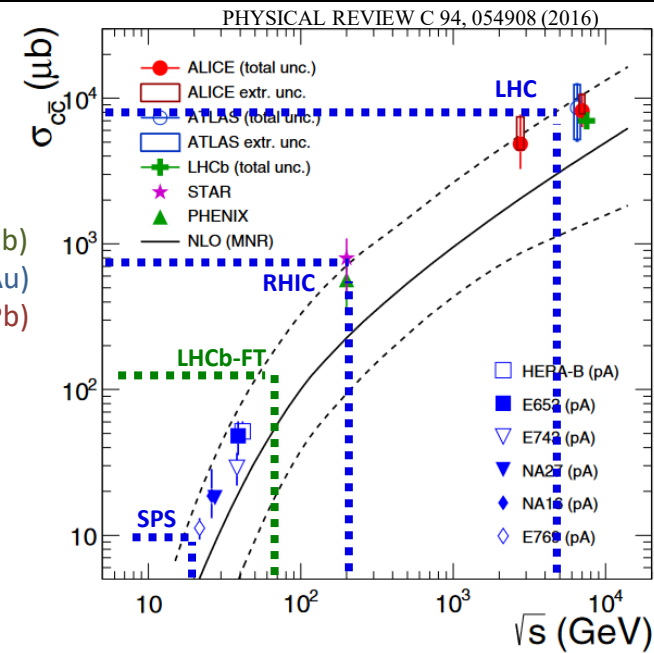 PHYSICAL REVIEW C 94, 054908 (2016)
σcc̅ (μb)
ALICE (total unc.)
ALICE extr. unc.
ATLAS (total unc.)
ATLAS extr. unc.
LHCb (total unc.)
STAR
PHENIX
NLO (MNR)
LHC
10⁴
10³
10²
10
b)
Au)
Pb)
RHIC
LHCb-FT
SPS
HERA-B (pA)
E653 (pA)
E743 (pA)
NA27 (pA)
NA16 (pA)
E769 (pA)
10
10²
10³
10⁴
√s (GeV)